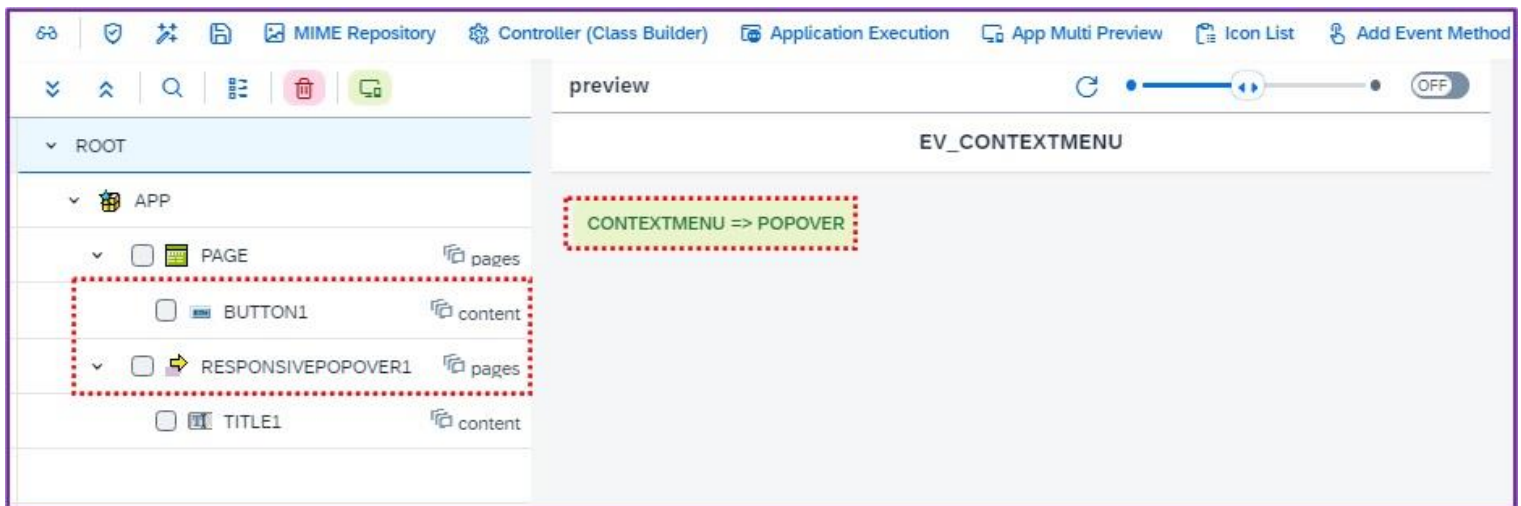 MIME Repository Controller (Class Builder) Application Execution App Multi Preview Icon List Add Event Method
preview OFF
ROOT
EV_CONTEXTMENU
APP
CONTEXTMENU => POPOVER
PAGE pages
BUTTON1 content
RESPONSIVEPOPOVER1 pages
TITLE1 content